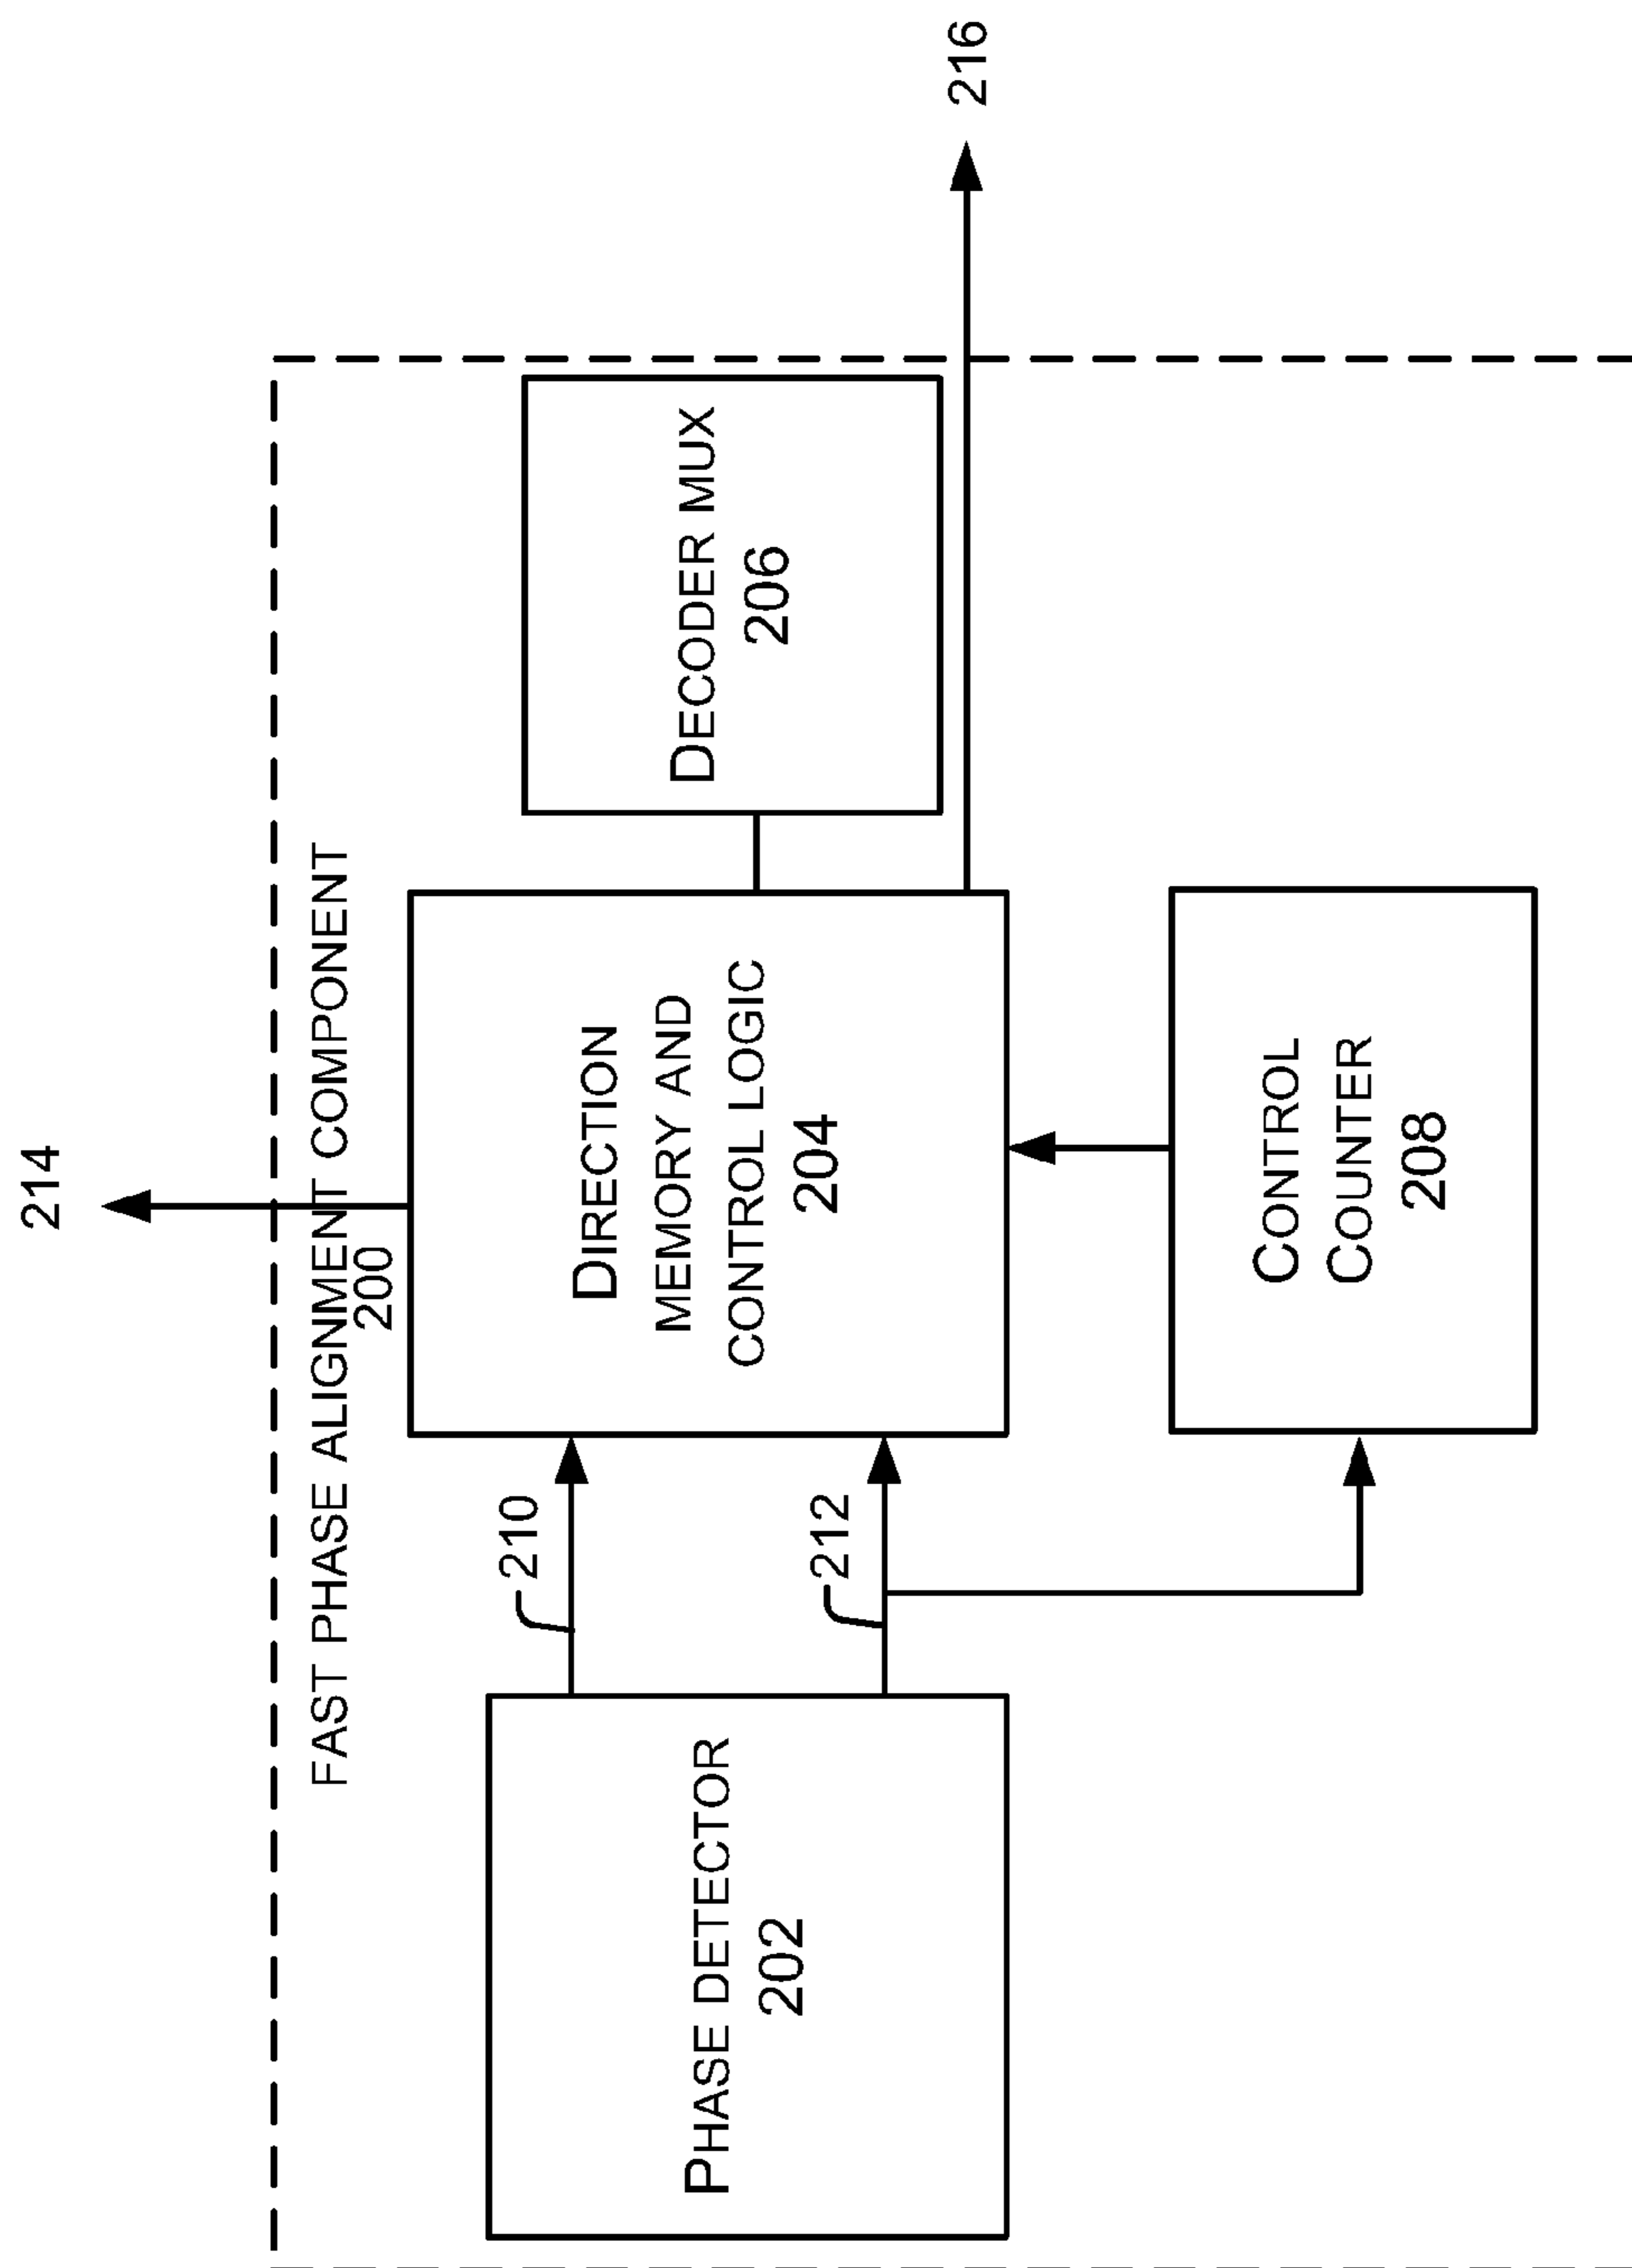 214
FAST PHASE ALIGNMENT COMPONENT
200
210
212
PHASE DETECTOR
202
DIRECTION
MEMORY AND
CONTROL LOGIC
204
DECODER MUX
206
216
CONTROL
COUNTER
208